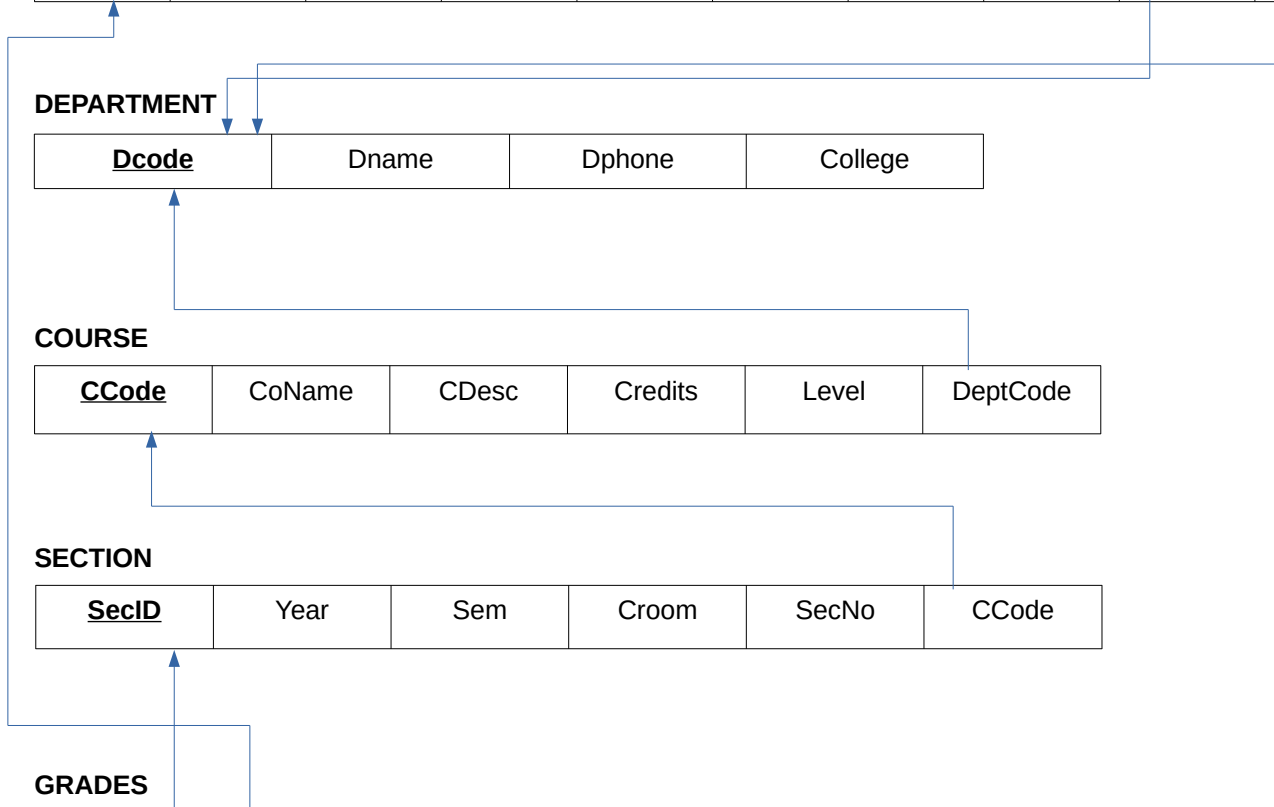 DEPARTMENT
Dcode Dname Dphone College
COURSE
CCode CoName CDesc Credits Level DeptCode
SECTION
SecID Year Sem Croom SecNo CCode
GRADES